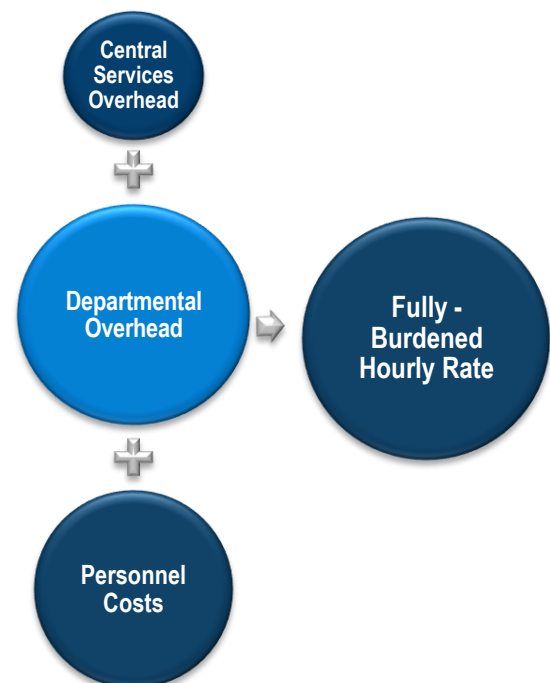 Central
Services
Overhead
Departmental
Overhead
Fully -
Burdened
Hourly Rate
Personnel
Costs